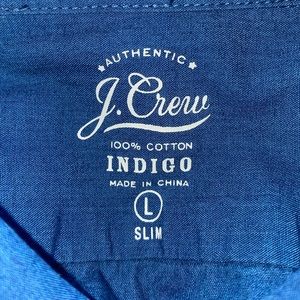 AUTHENTIC
J.Crew
100% COTTON
INDIGO
MADE IN CHINA
L
SLIM